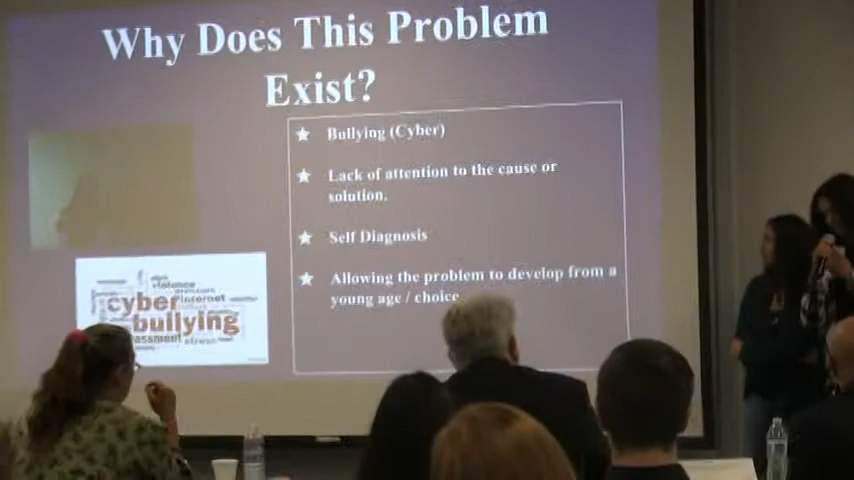 Why Does This Problem
Exist?
Bullying (Cyber)
Lack of attention to the cause or
solution.
Self Diagnosis
Allowing the problem to develop from a
young age / choice
violence
internet
cyber
bullying